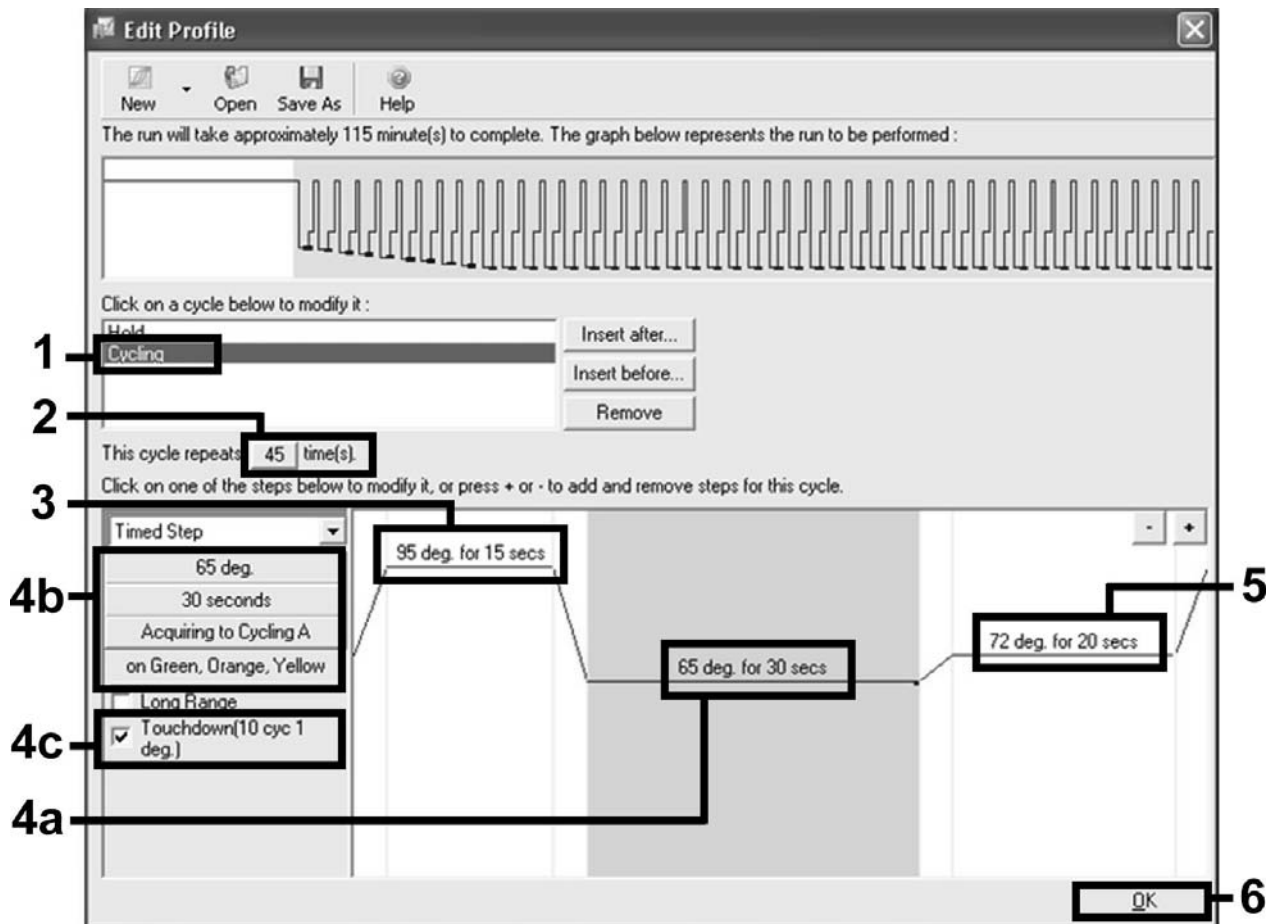 Edit Profile
New Open Save As Help
The run will take approximately 115 minute(s) to complete. The graph below represents the run to be performed :
Click on a cycle below to modify it :
Hold
1
Cycling
Insert after...
Insert before...
Remove
2
This cycle repeats 45 time(s).
Click on one of the steps below to modify it, or press + or - to add and remove steps for this cycle.
3
Timed Step
- +
95 deg. for 15 secs
4b
65 deg.
30 seconds
Acquiring to Cycling A
on Green, Orange, Yellow
65 deg. for 30 secs
72 deg. for 20 secs
5
Long Range
4c
Touchdown(10 cyc 1
deg.)
4a
OK
6